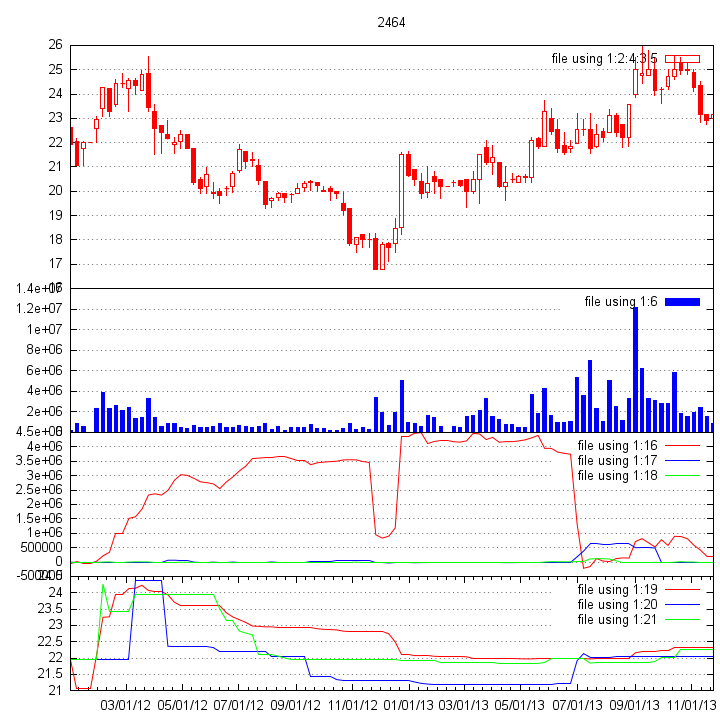 2464
26
file using 1:2:4:3:5
25
24
23
22
21
20
19
18
17
1.4e+07
file using 1:6
1.2e+07
1e+07
8e+06
6e+06
4e+06
2e+06
4.5e+06
file using 1:16
4e+06
file using 1:17
3.5e+06
file using 1:18
3e+06
2.5e+06
2e+06
1.5e+06
1e+06
500000
0
24.5
file using 1:19
24
file using 1:20
23.5
file using 1:21
23
22.5
22
21.5
21
03/01/12 05/01/12 07/01/12 09/01/12 11/01/12 01/01/13 03/01/13 05/01/13 07/01/13 09/01/13 11/01/13